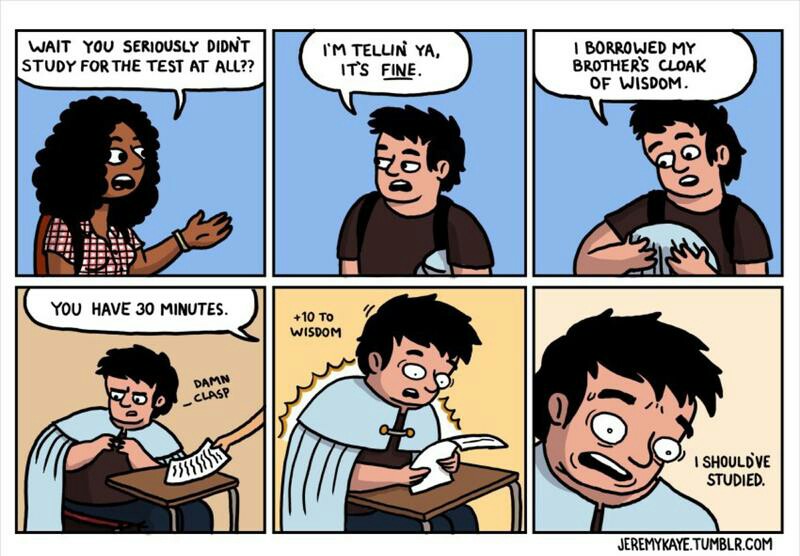 WAIT YOU SERIOUSLY DIDN'T
STUDY FOR THE TEST AT ALL??
I'M TELLIN' YA,
IT'S FINE.
I BORROWED MY
BROTHER'S CLOAK
OF WISDOM.
YOU HAVE 30 MINUTES.
DAMN
CLASP
+10 TO
WISDOM
I SHOULD'VE
STUDIED.
JEREMYKAYE.TUMBLR.COM